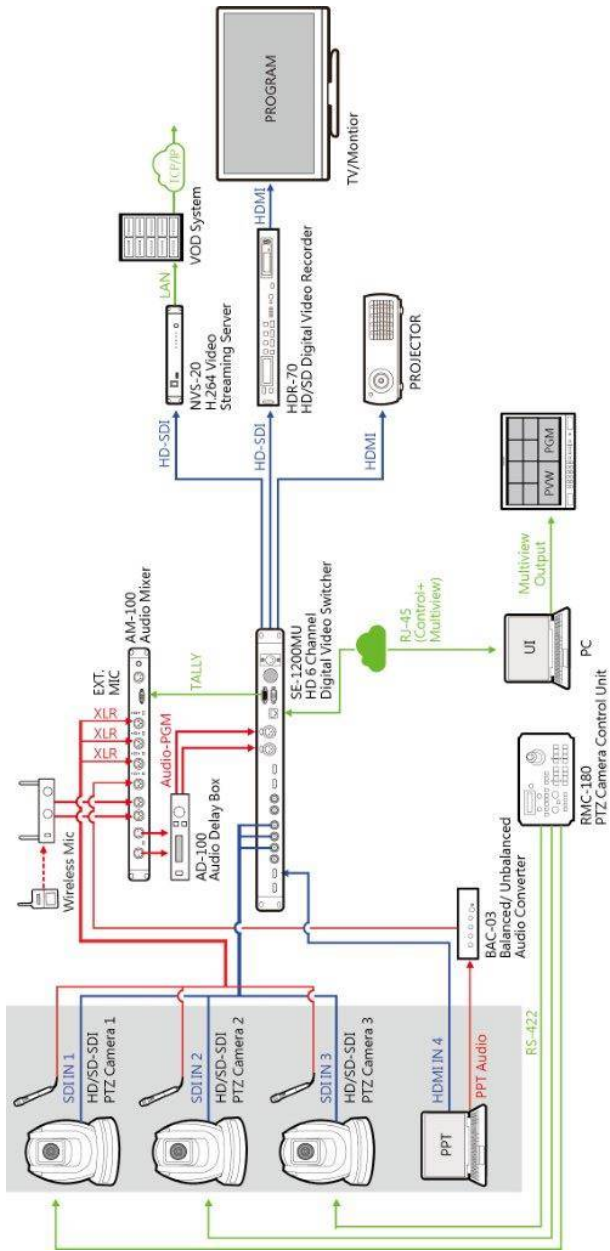 SDI IN 1
HD/SD-SDI
PTZ Camera 1
SDI IN 2
HD/SD-SDI
PTZ Camera 2
SDI IN 3
HD/SD-SDI
PTZ Camera 3
PPT
HDMI IN 4
PPT Audio
RS-422
Wireless Mic
XLR
XLR
EXT.
MIC
AM-100
Audio Mixer
Audio-PGM
AD-100
Audio Delay Box
TALLY
SE-1200MU
HD 6 Channel
Digital Video Switcher
BAC-03
Balanced/ Unbalanced
Audio Converter
RMC-180
PTZ Camera Control Unit
RJ-45
(Control+
Multiview)
UI
PC
Multiview
Output
PVW
PGM
HD-SDI
NVS-20
H.264 Video
Streaming Server
LAN
VOD System
TCP/IP
HD-SDI
HDR-70
HD/SD Digital Video Recorder
HDMI
PROGRAM
TV/Montior
HDMI
PROJECTOR